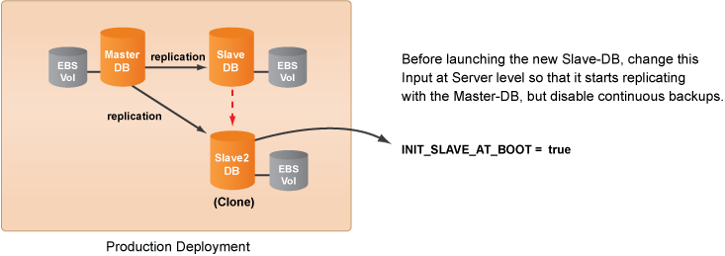 Master
DB
replication
Slave
DB
EBS
Vol
EBS
Vol
replication
Slave2
DB
EBS
Vol
(Clone)
Production Deployment
Before launching the new Slave-DB, change this
Input at Server level so that it starts replicating
with the Master-DB, but disable continuous backups.
INIT_SLAVE_AT_BOOT = true